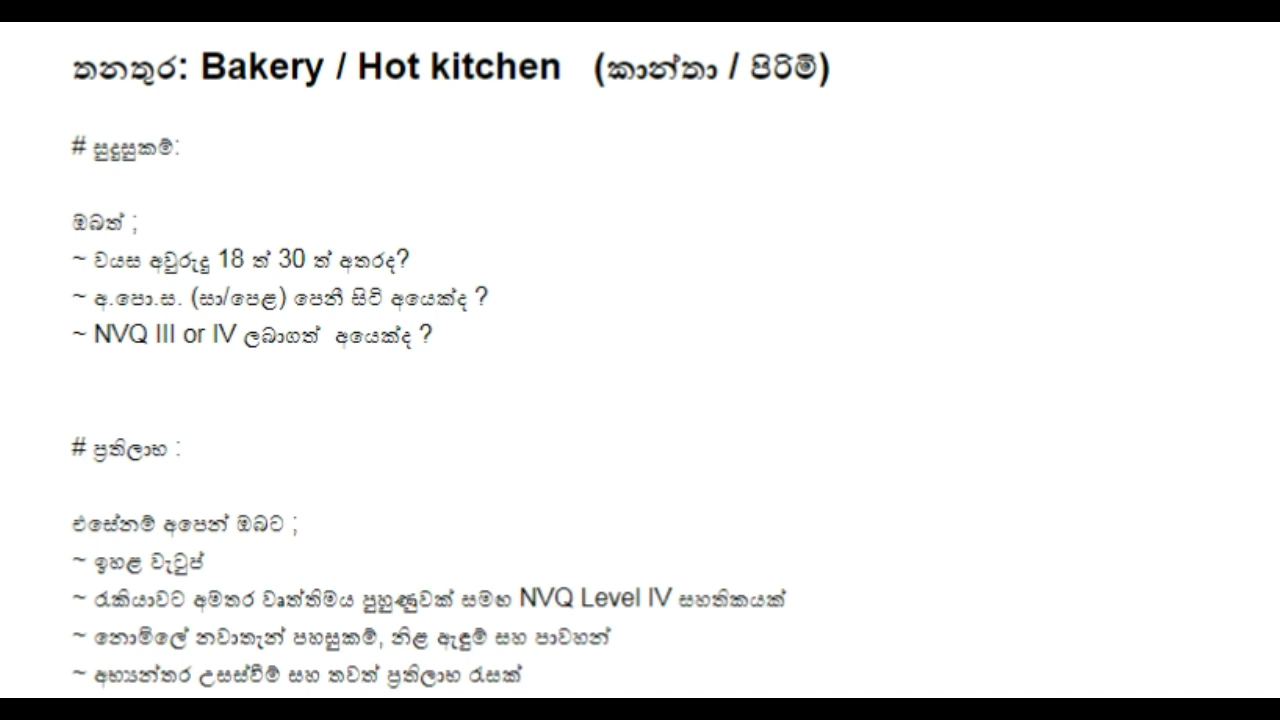 තනතුර: Bakery / Hot kitchen (කාන්තා / පිරිමි)
# සුදුසුකම්:
ඔබත් ;
~ වයස අවුරුදු 18 ත් 30 ත් අතරද?
~ අ.පො.ස. (සා/පෙළ) පෙනී සිටි අයෙක්ද ?
~ NVQ III or IV ලබාගත් අයෙක්ද ?
# ප්‍රතිලාභ :
එසේනම් අපෙන් ඔබට ;
~ ඉහළ වැටුප්
~ රැකියාවට අමතර වෘත්තිමය පුහුණුවක් සමඟ NVQ Level IV සහතිකයක්
~ නොමිලේ නවාතැන් පහසුකම්, නිළ ඇඳුම් සහ පාවහන්
~ අභ්‍යන්තර උසස්වීම් සහ තවත් ප්‍රතිලාභ රැසක්